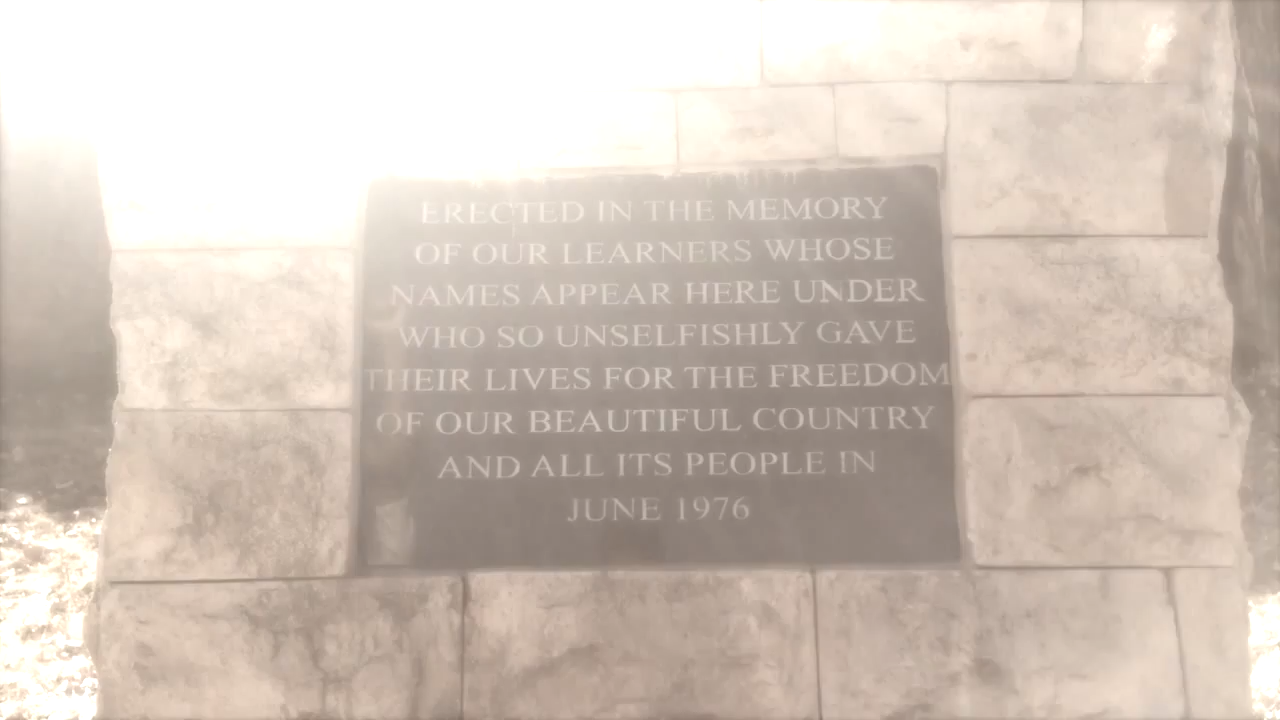 ERECTED IN THE MEMORY
OF OUR LEARNERS WHOSE
NAMES APPEAR HERE UNDER
WHO SO UNSELFISHLY GAVE
THEIR LIVES FOR THE FREEDOM
OF OUR BEAUTIFUL COUNTRY
AND ALL ITS PEOPLE IN
JUNE 1976